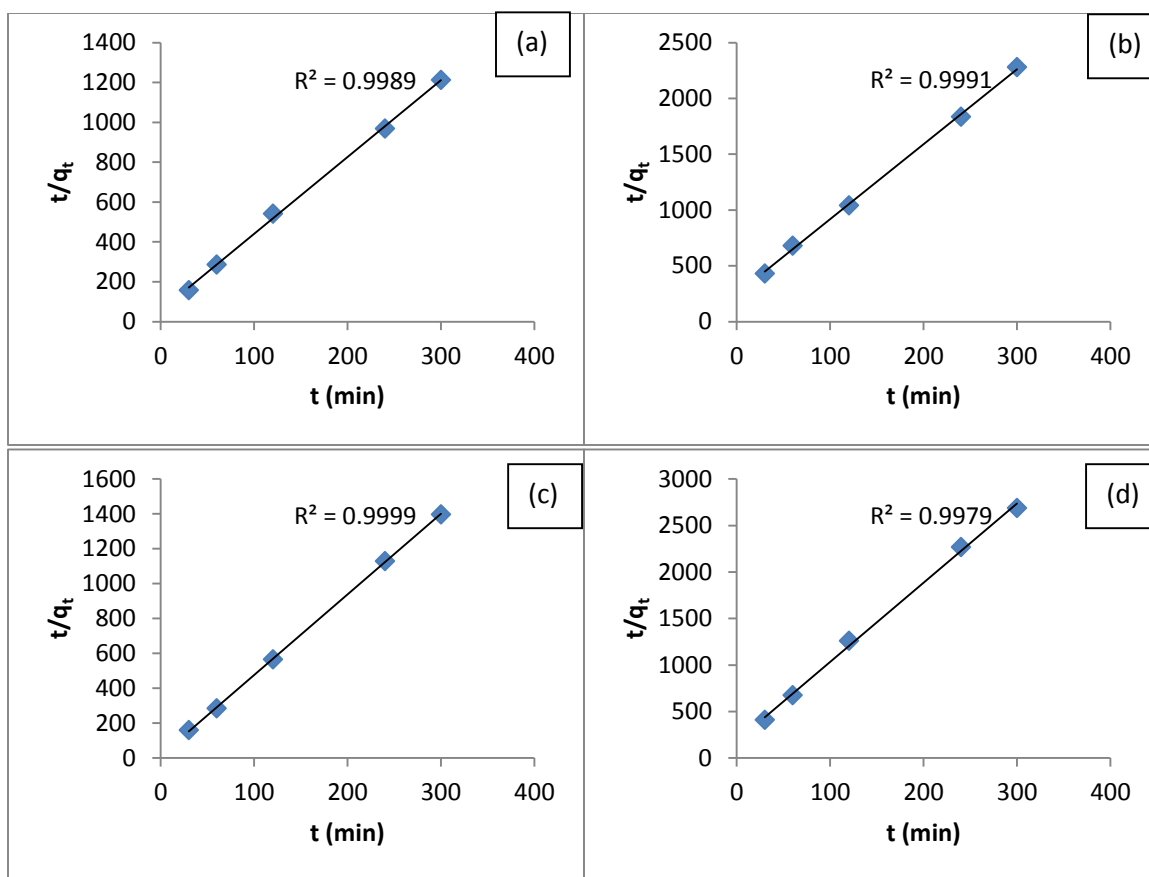 (a)
R² = 0.9989
1400
1200
1000
800
600
400
200
0
t/qₜ
0 100 200 300 400
t (min)
(b)
R² = 0.9991
2500
2000
1500
1000
500
0
t/qₜ
0 100 200 300 400
t (min)
(c)
R² = 0.9999
1600
1400
1200
1000
800
600
400
200
0
t/qₜ
0 100 200 300 400
t (min)
(d)
R² = 0.9979
3000
2500
2000
1500
1000
500
0
t/qₜ
0 100 200 300 400
t (min)